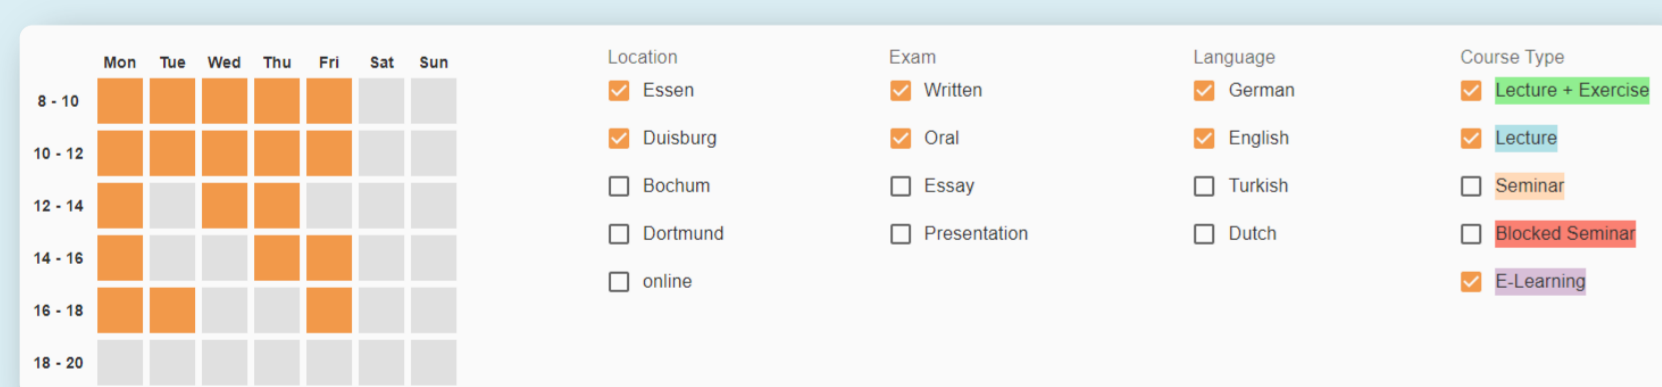 Mon Tue Wed Thu Fri Sat Sun
8 - 10
10 - 12
12 - 14
14 - 16
16 - 18
18 - 20
Location
Essen
Duisburg
Bochum
Dortmund
online
Exam
Written
Oral
Essay
Presentation
Language
German
English
Turkish
Dutch
Course Type
Lecture + Exercise
Lecture
Seminar
Blocked Seminar
E-Learning